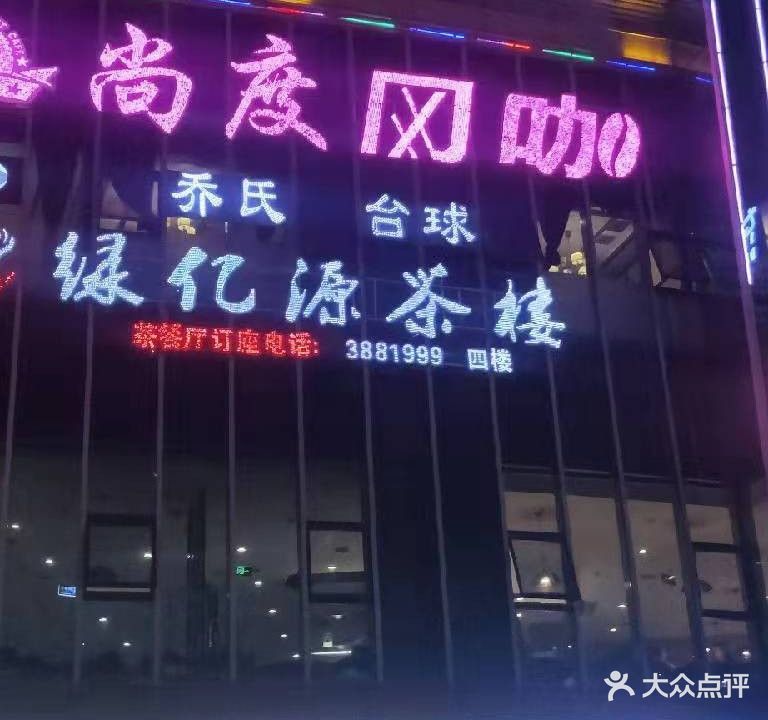 尚度网咖
乔氏 台球
绿亿源茶楼
茶餐厅订座电话: 3881999 四楼
大众点评